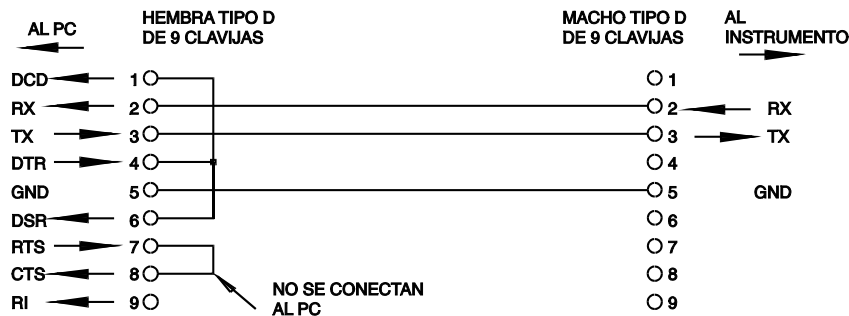 AL PC
HEMBRA TIPO D
DE 9 CLAVIJAS
MACHO TIPO D
DE 9 CLAVIJAS
AL
INSTRUMENTO
DCD 1 1
RX 2 2 RX
TX 3 3 TX
DTR 4 4
GND 5 5 GND
DSR 6 6
RTS 7 7
CTS 8 8
RI 9 9
NO SE CONECTAN
AL PC